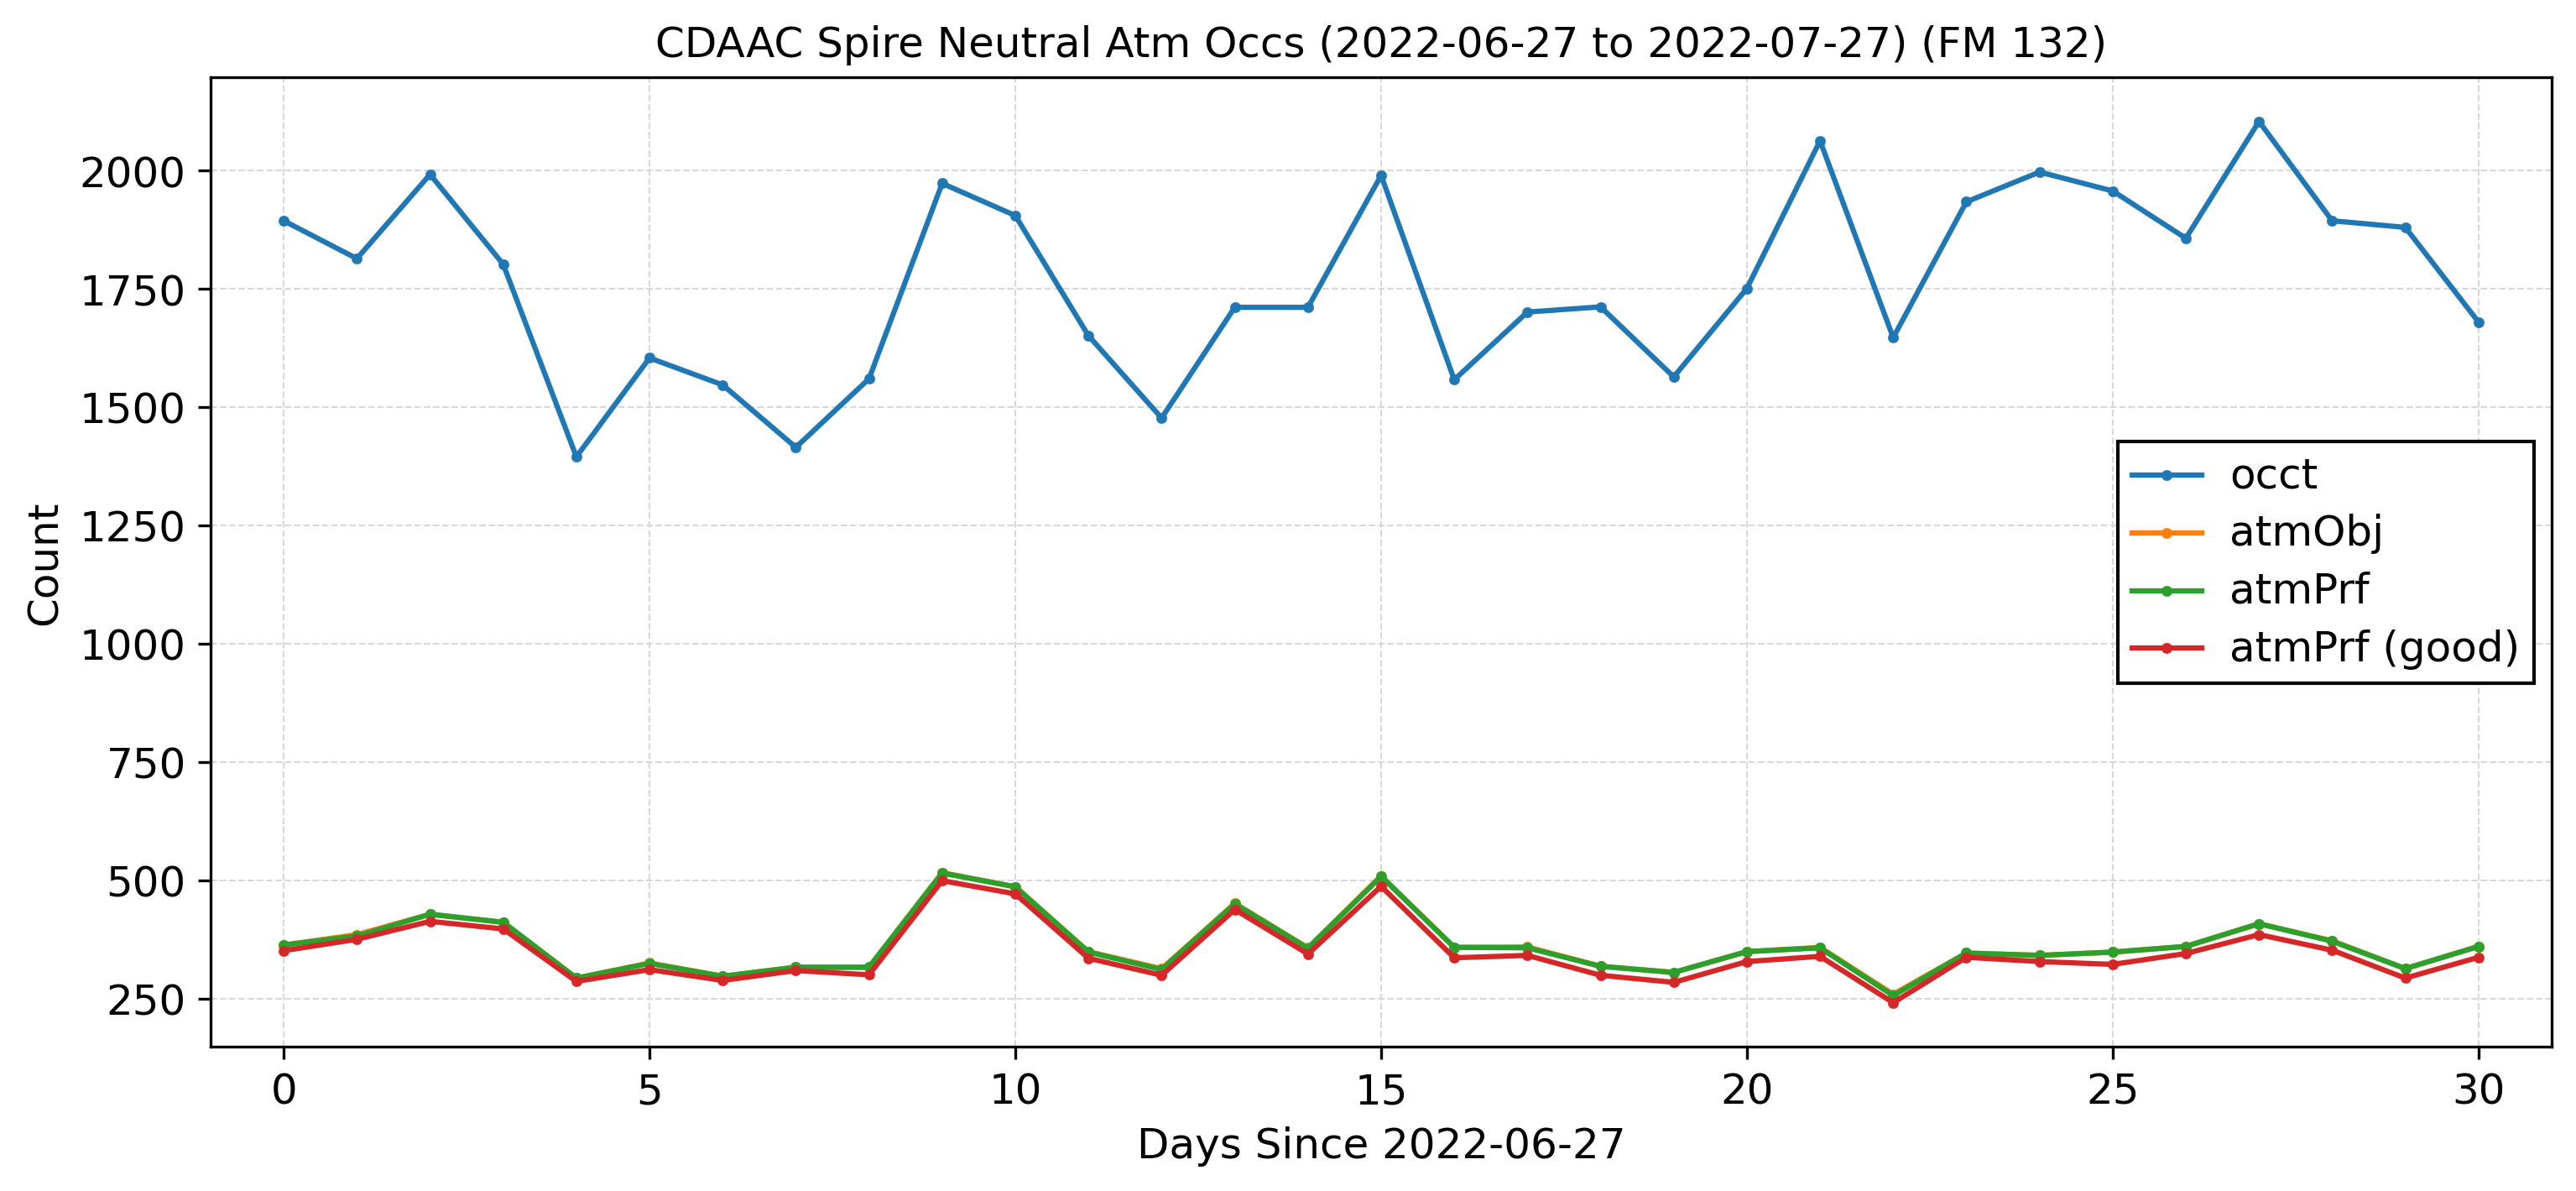 CDAAC Spire Neutral Atm Occs (2022-06-27 to 2022-07-27) (FM 132)
Count
2000
1750
1500
1250
1000
750
500
250
occt
atmObj
atmPrf
atmPrf (good)
0 5 10 15 20 25 30
Days Since 2022-06-27